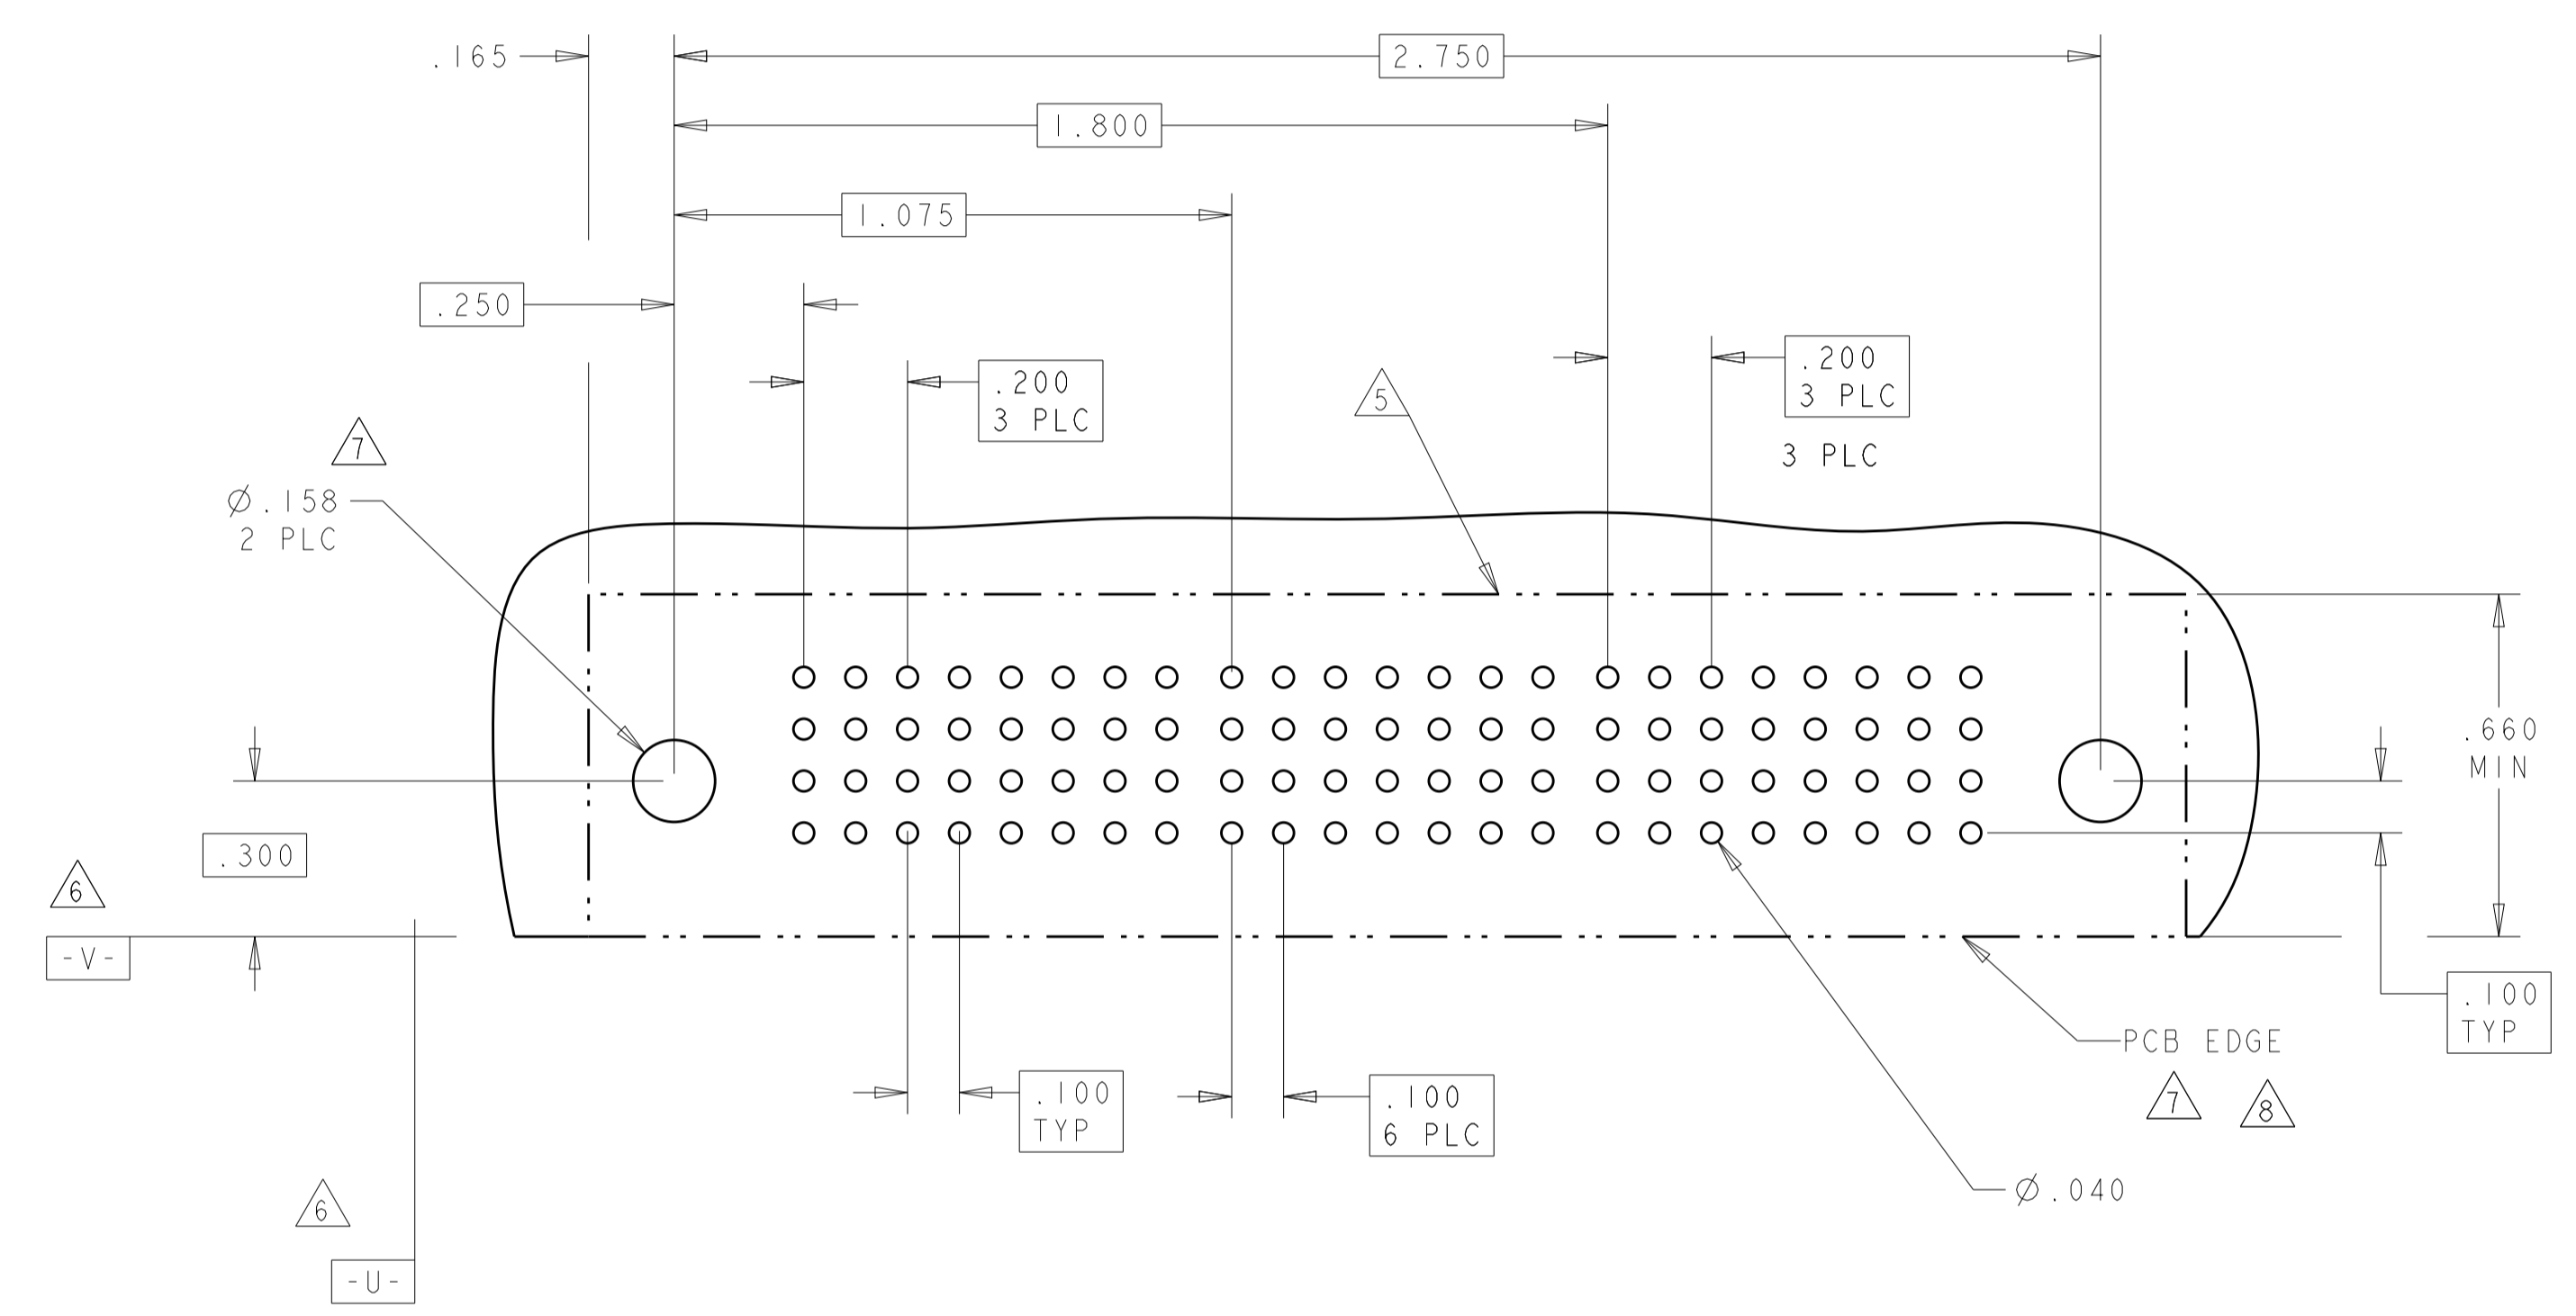 .165
2.750
1.800
1.075
.250
.200
3 PLC
.200
3 PLC
3 PLC
5
7
Ø.158
2 PLC
.660
MIN
.300
6
-V-
.100
TYP
PCB EDGE
7 8
.100
TYP
.100
6 PLC
Ø.040
6
-U-